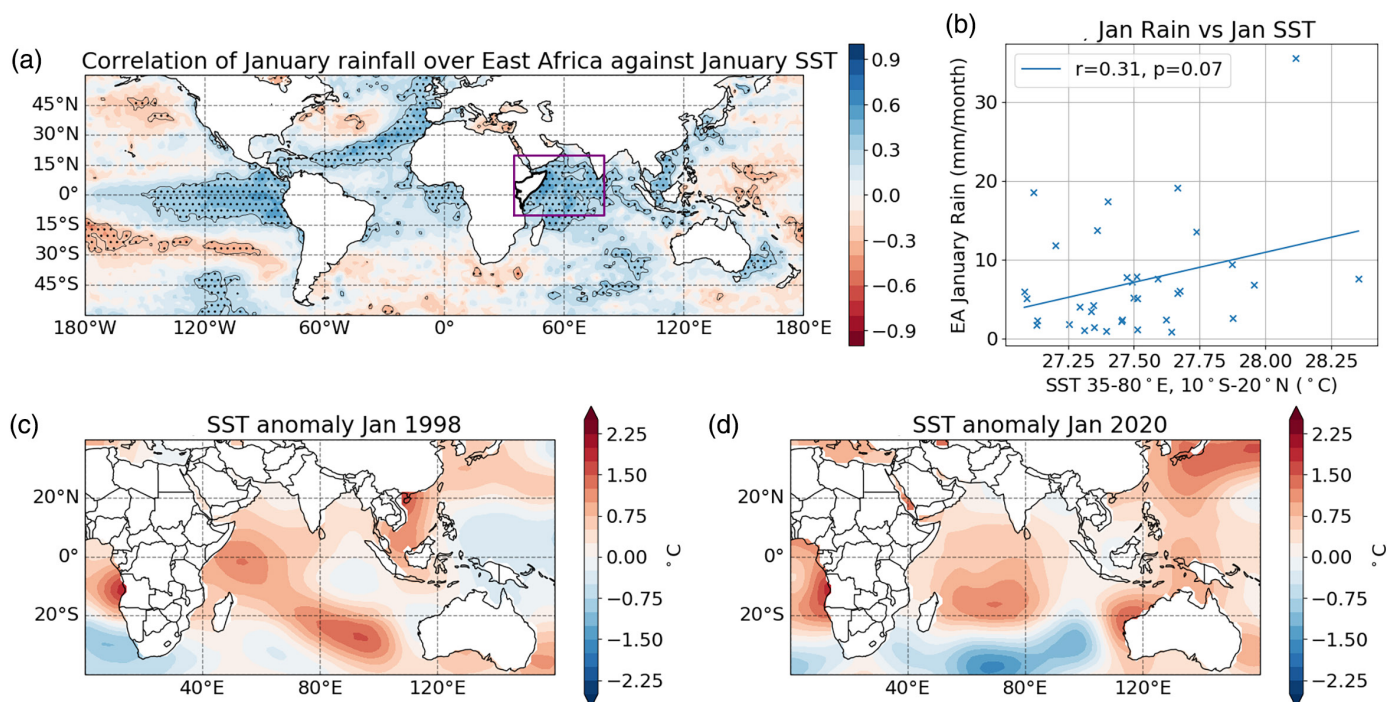 (a)
Correlation of January rainfall over East Africa against January SST
45°N
30°N
15°N
0°
15°S
30°S
45°S
180°W
120°W
60°W
0°
60°E
120°E
180°E
0.9
0.6
0.3
0.0
−0.3
−0.6
−0.9
(b)
Jan Rain vs Jan SST
r=0.31, p=0.07
EA January Rain (mm/month)
30
20
10
0
27.25
27.50
27.75
28.00
28.25
SST 35-80°E, 10°S-20°N (°C)
(c)
SST anomaly Jan 1998
20°N
0°
20°S
40°E
80°E
120°E
2.25
1.50
0.75
0.00
−0.75
−1.50
−2.25
°C
(d)
SST anomaly Jan 2020
20°N
0°
20°S
40°E
80°E
120°E
2.25
1.50
0.75
0.00
−0.75
−1.50
−2.25
°C